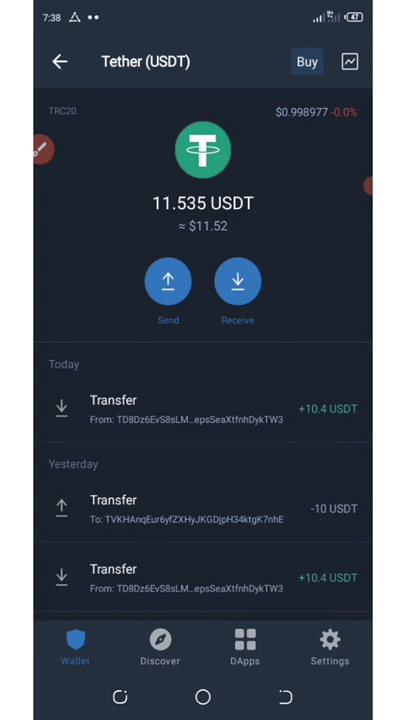 7:38
47
Tether (USDT)
Buy
TRC20
$0.998977 -0.0%
11.535 USDT
≈ $11.52
Send
Receive
Today
Transfer
+10.4 USDT
From: TD8Dz6EvS8sLM...epsSeaXtfnhDykTW3
Yesterday
Transfer
-10 USDT
To: TVKHAnqEur6yfZXHyJKGDjpH34ktgK7nhE
Transfer
+10.4 USDT
From: TD8Dz6EvS8sLM...epsSeaXtfnhDykTW3
Wallet
Discover
DApps
Settings